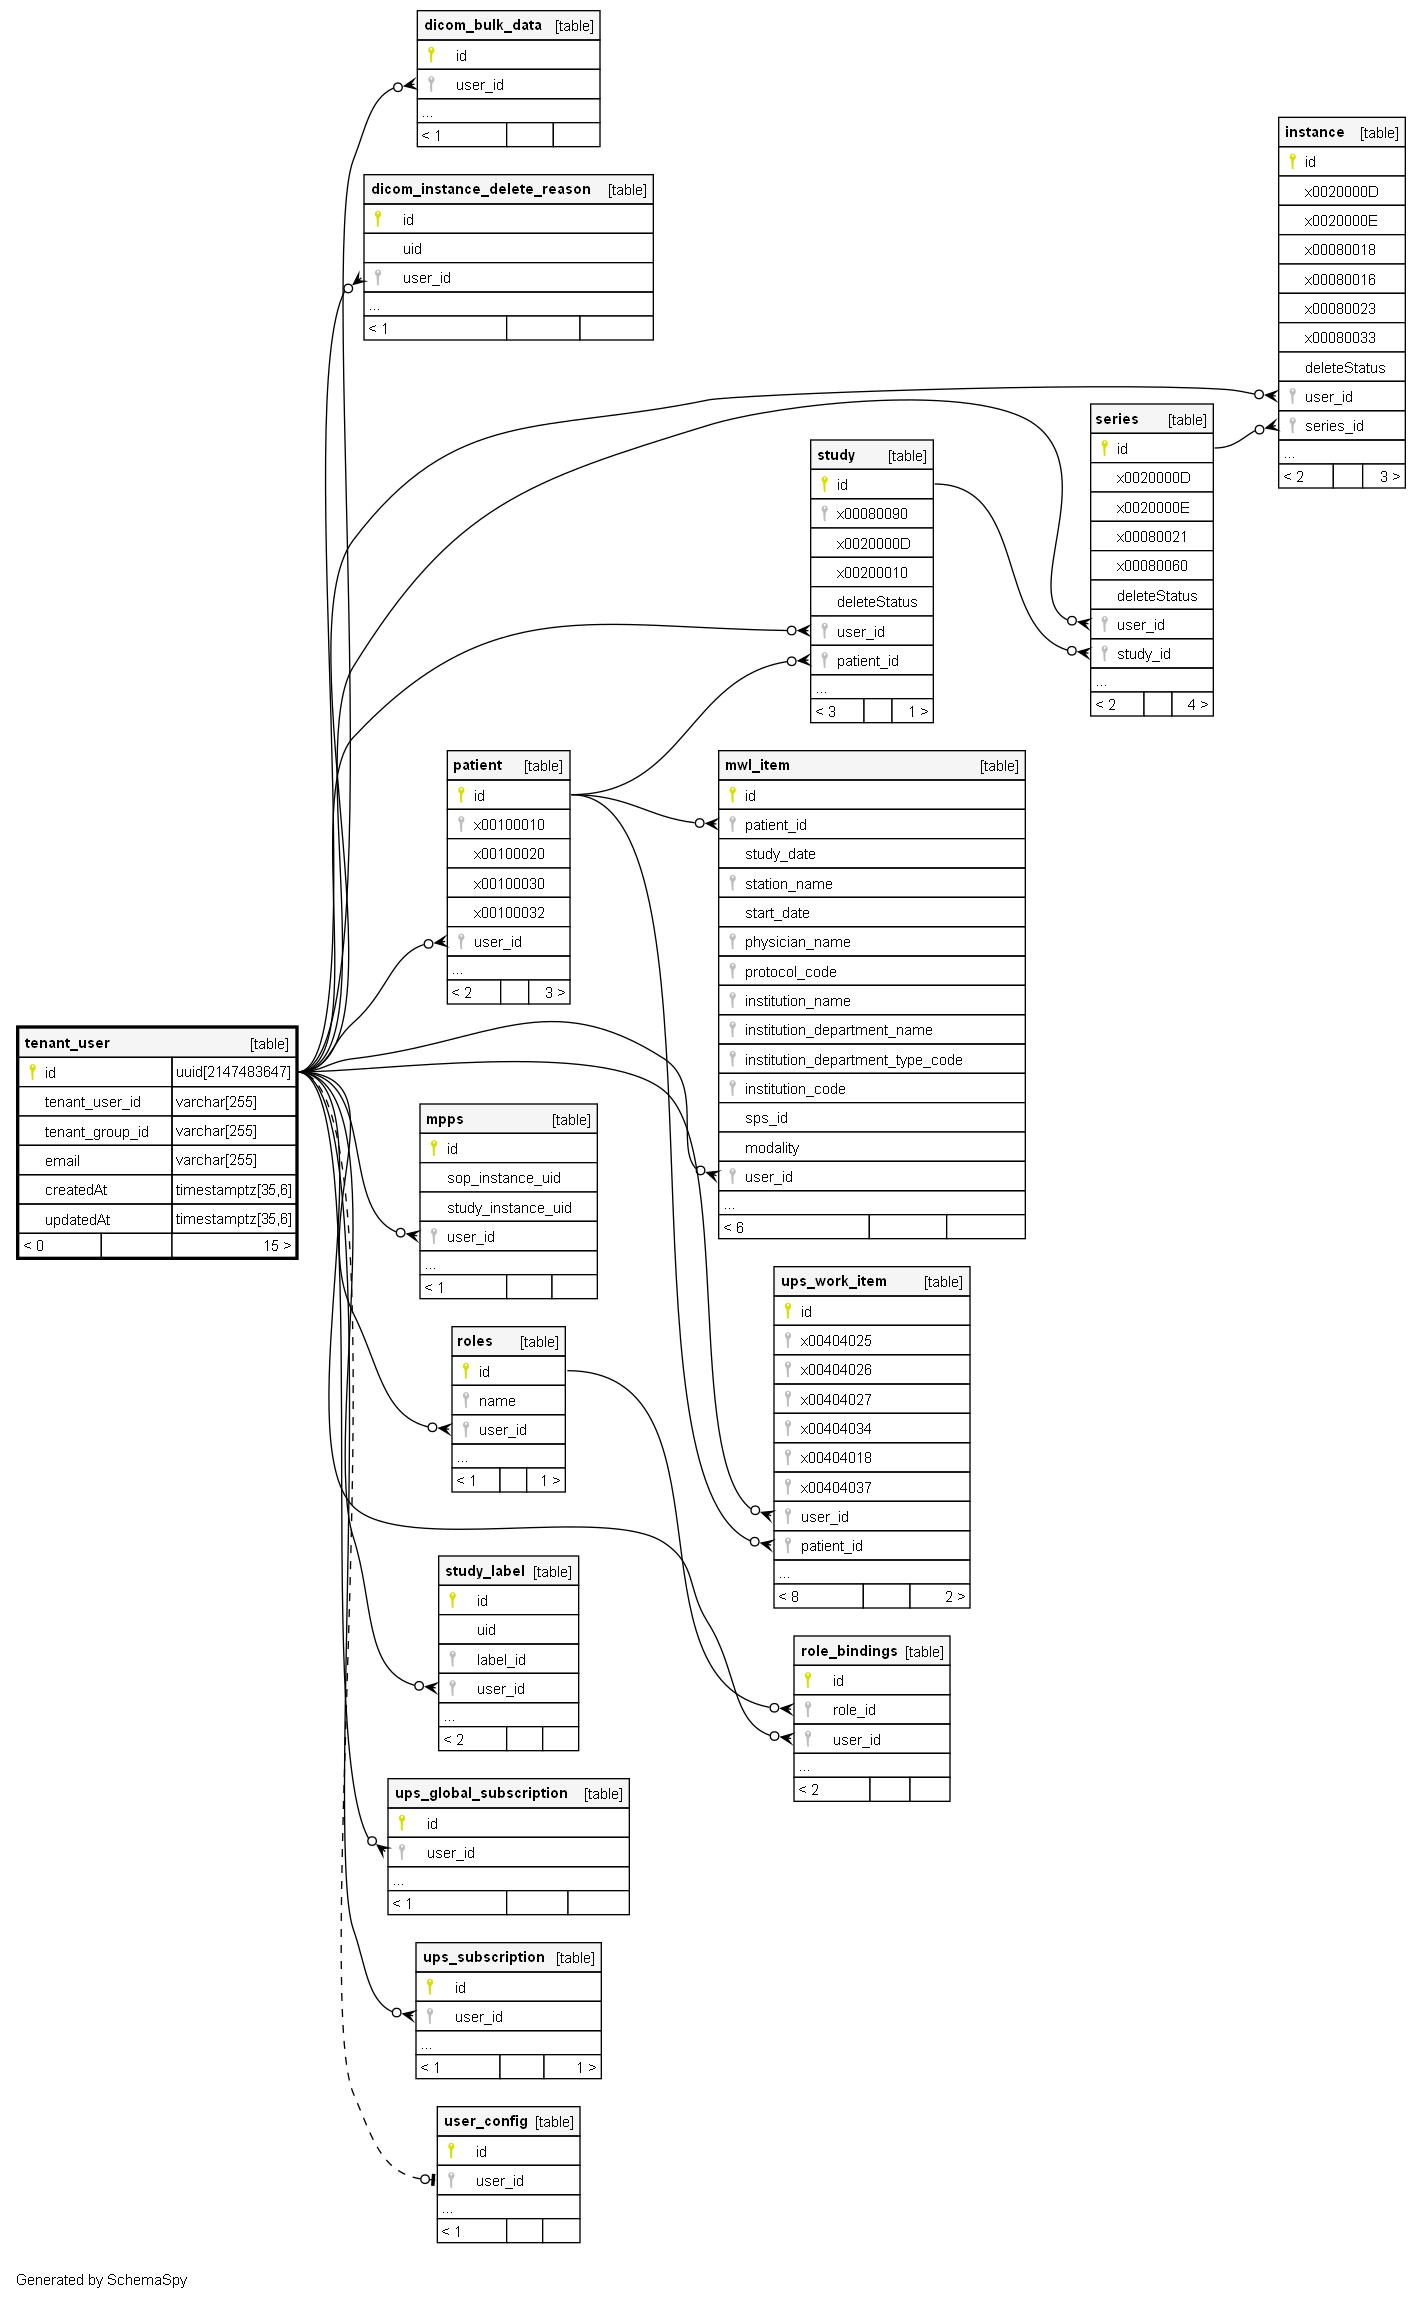 dicom_bulk_data [table]
id
user_id
...
< 1
dicom_instance_delete_reason [table]
id
uid
user_id
...
< 1
instance [table]
id
x0020000D
x0020000E
x00080018
x00080016
x00080023
x00080033
deleteStatus
user_id
series_id
...
< 2 3 >
series [table]
id
x0020000D
x0020000E
x00080021
x00080060
deleteStatus
user_id
study_id
...
< 2 4 >
study [table]
id
x00080090
x0020000D
x00200010
deleteStatus
user_id
patient_id
...
< 3 1 >
patient [table]
id
x00100010
x00100020
x00100030
x00100032
user_id
...
< 2 3 >
mwl_item [table]
id
patient_id
study_date
station_name
start_date
physician_name
protocol_code
institution_name
institution_department_name
institution_department_type_code
institution_code
sps_id
modality
user_id
...
< 6
tenant_user [table]
id uuid[2147483647]
tenant_user_id varchar[255]
tenant_group_id varchar[255]
email varchar[255]
createdAt timestamptz[35,6]
updatedAt timestamptz[35,6]
< 0 15 >
mpps [table]
id
sop_instance_uid
study_instance_uid
user_id
...
< 1
ups_work_item [table]
id
x00404025
x00404026
x00404027
x00404034
x00404018
x00404037
user_id
patient_id
...
< 8 2 >
roles [table]
id
name
user_id
...
< 1 1 >
study_label [table]
id
uid
label_id
user_id
...
< 2
role_bindings [table]
id
role_id
user_id
...
< 2
ups_global_subscription [table]
id
user_id
...
< 1
ups_subscription [table]
id
user_id
...
< 1 1 >
user_config [table]
id
user_id
...
< 1
Generated by SchemaSpy